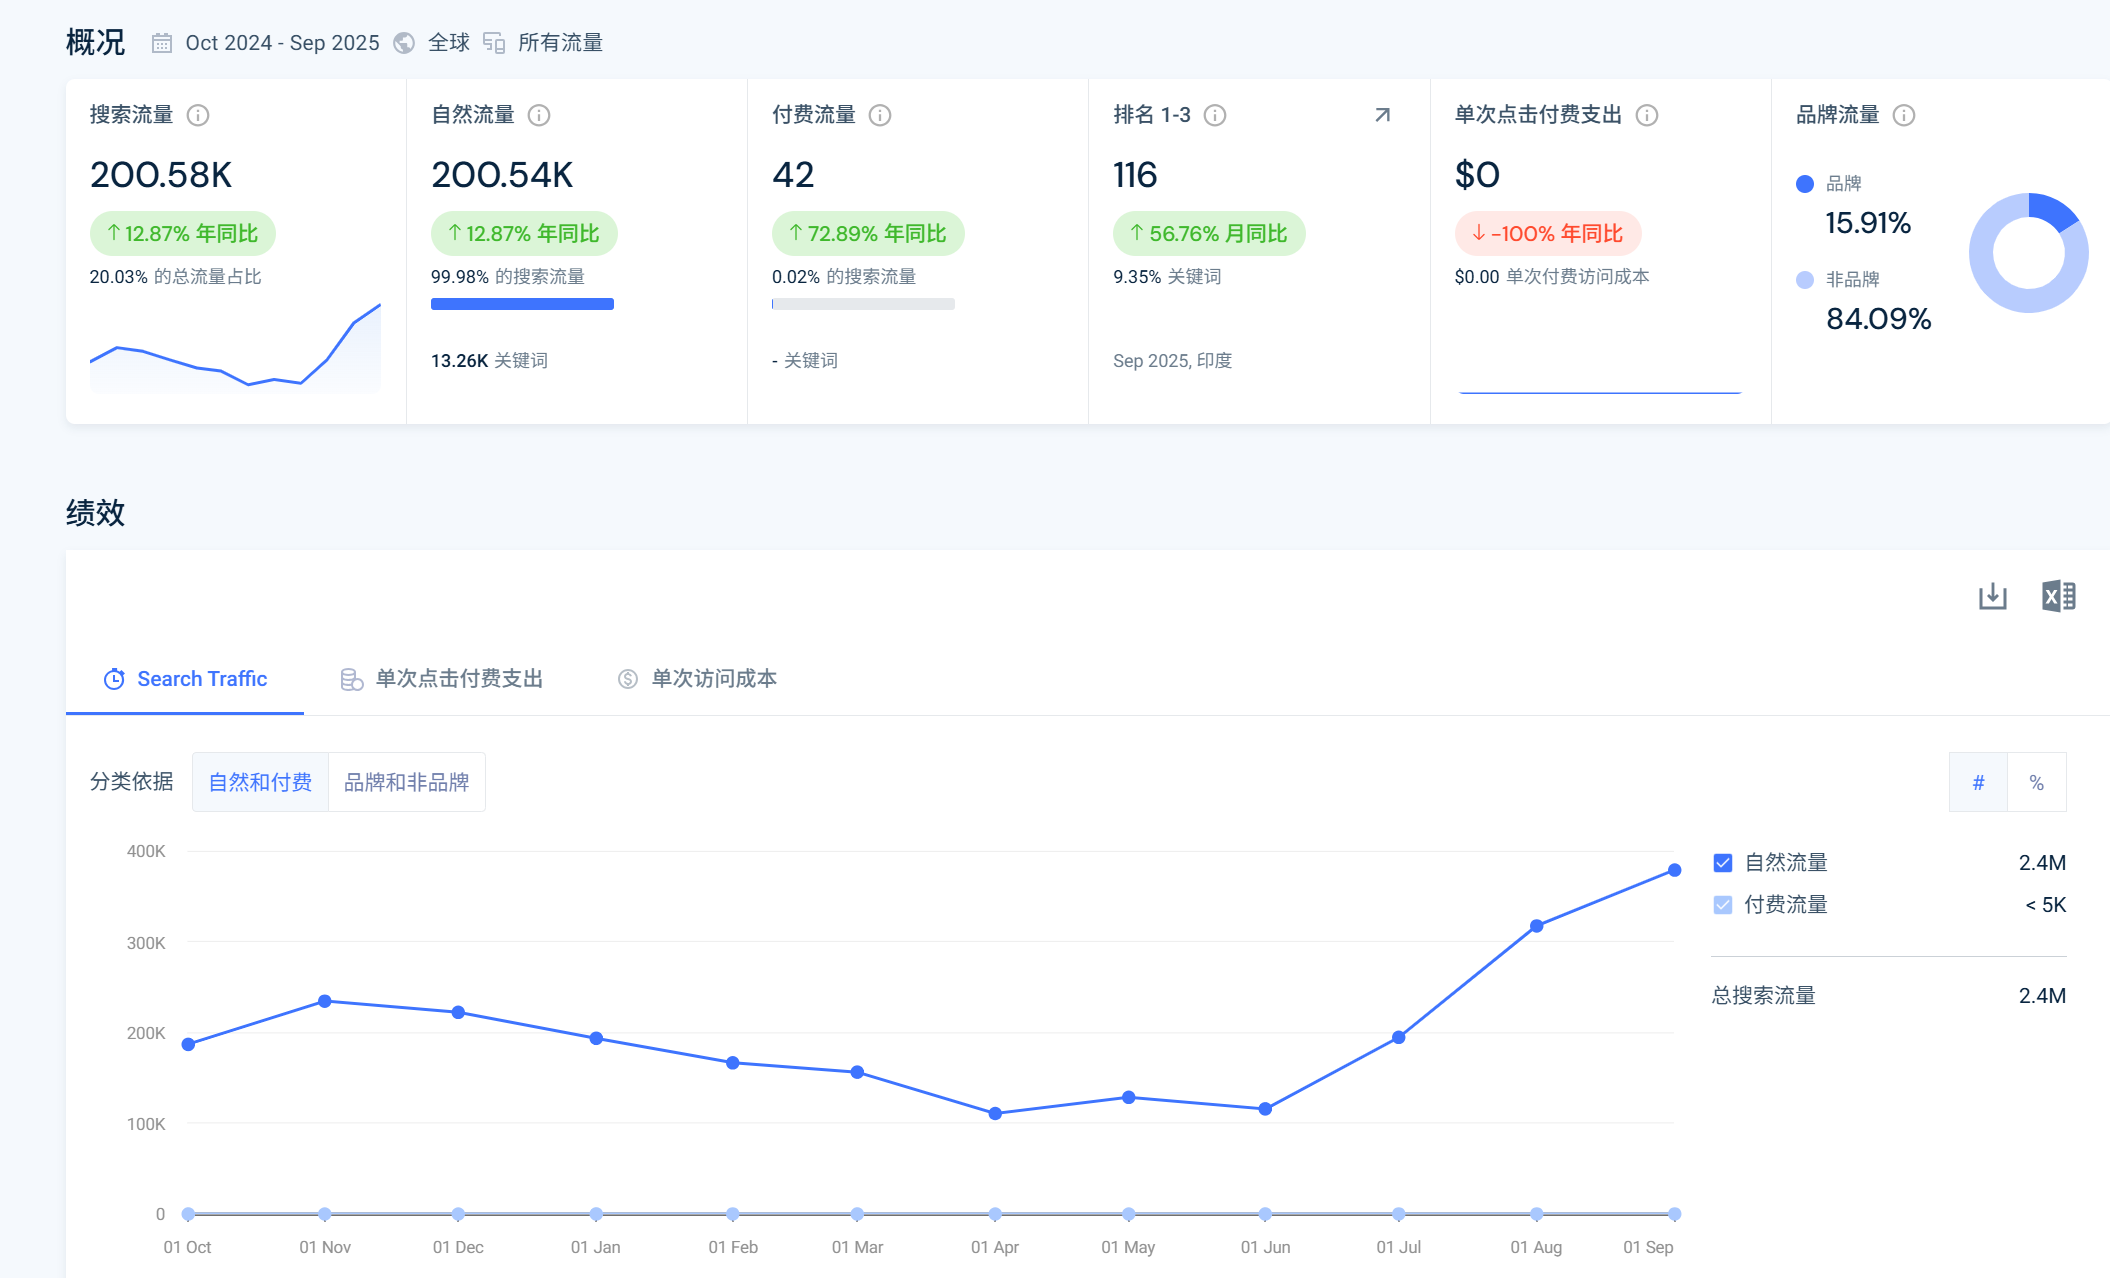 概况 Oct 2024 - Sep 2025 全球 所有流量
搜索流量
200.58K
↑ 12.87% 年同比
20.03% 的总流量占比
自然流量
200.54K
↑ 12.87% 年同比
99.98% 的搜索流量
13.26K 关键词
付费流量
42
↑ 72.89% 年同比
0.02% 的搜索流量
- 关键词
排名 1-3
116
↑ 56.76% 月同比
9.35% 关键词
Sep 2025, 印度
单次点击付费支出
$0
↓ -100% 年同比
$0.00 单次付费访问成本
品牌流量
品牌
15.91%
非品牌
84.09%
绩效
Search Traffic 单次点击付费支出 单次访问成本
分类依据 自然和付费 品牌和非品牌 # %
400K
300K
200K
100K
0
01 Oct 01 Nov 01 Dec 01 Jan 01 Feb 01 Mar 01 Apr 01 May 01 Jun 01 Jul 01 Aug 01 Sep
自然流量 2.4M
付费流量 < 5K
总搜索流量 2.4M